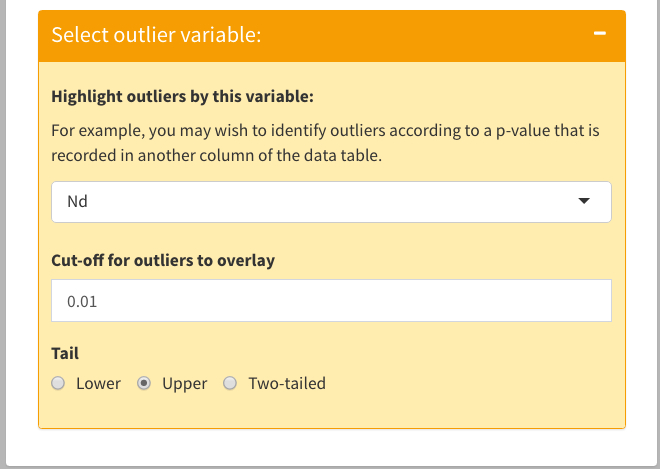 Select outlier variable:
Highlight outliers by this variable:
For example, you may wish to identify outliers according to a p-value that is
recorded in another column of the data table.
Nd
Cut-off for outliers to overlay
0.01
Tail
Lower Upper Two-tailed